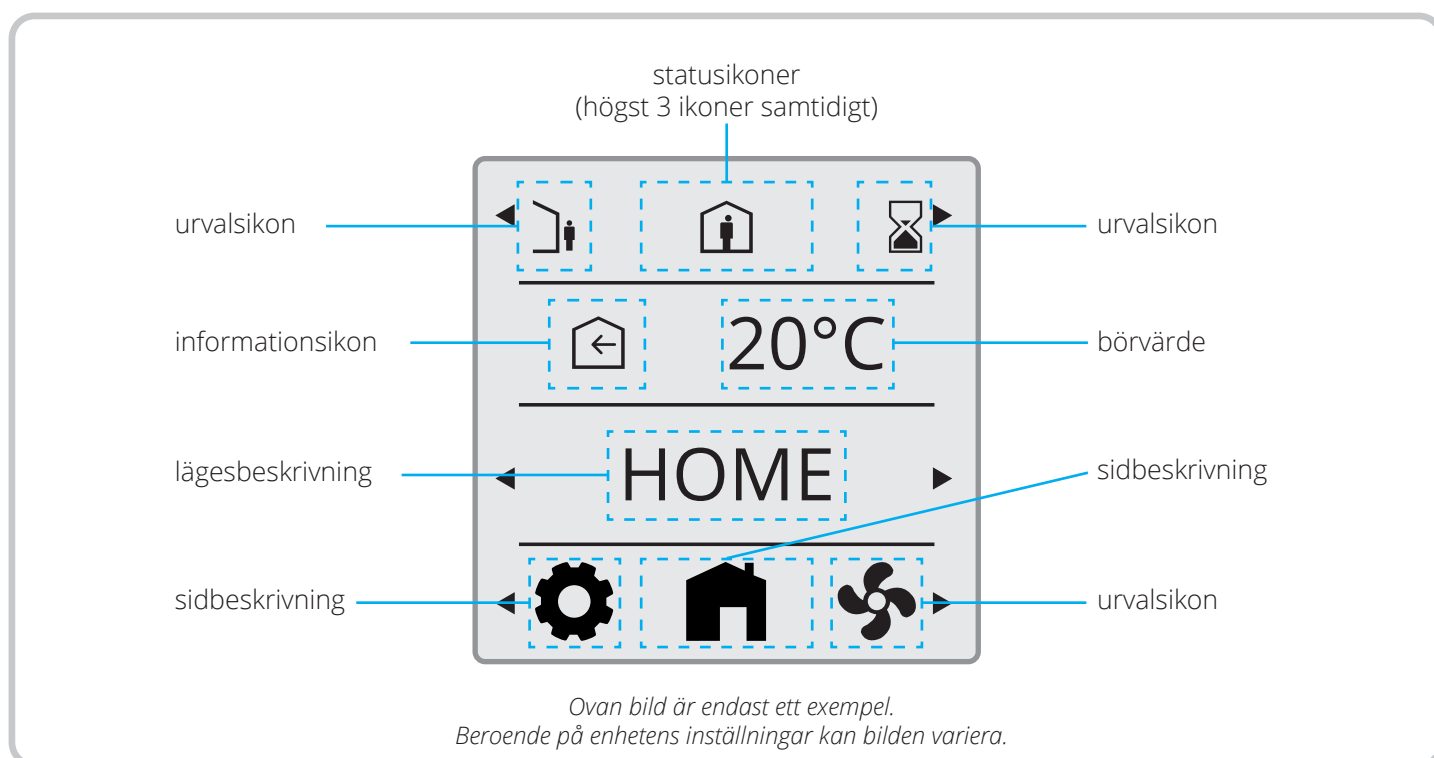 statusikoner
(högst 3 ikoner samtidigt)
urvalsikon
urvalsikon
informationsikon
20°C
börvärde
lägesbeskrivning
HOME
sidbeskrivning
sidbeskrivning
urvalsikon
Ovan bild är endast ett exempel.
Beroende på enhetens inställningar kan bilden variera.